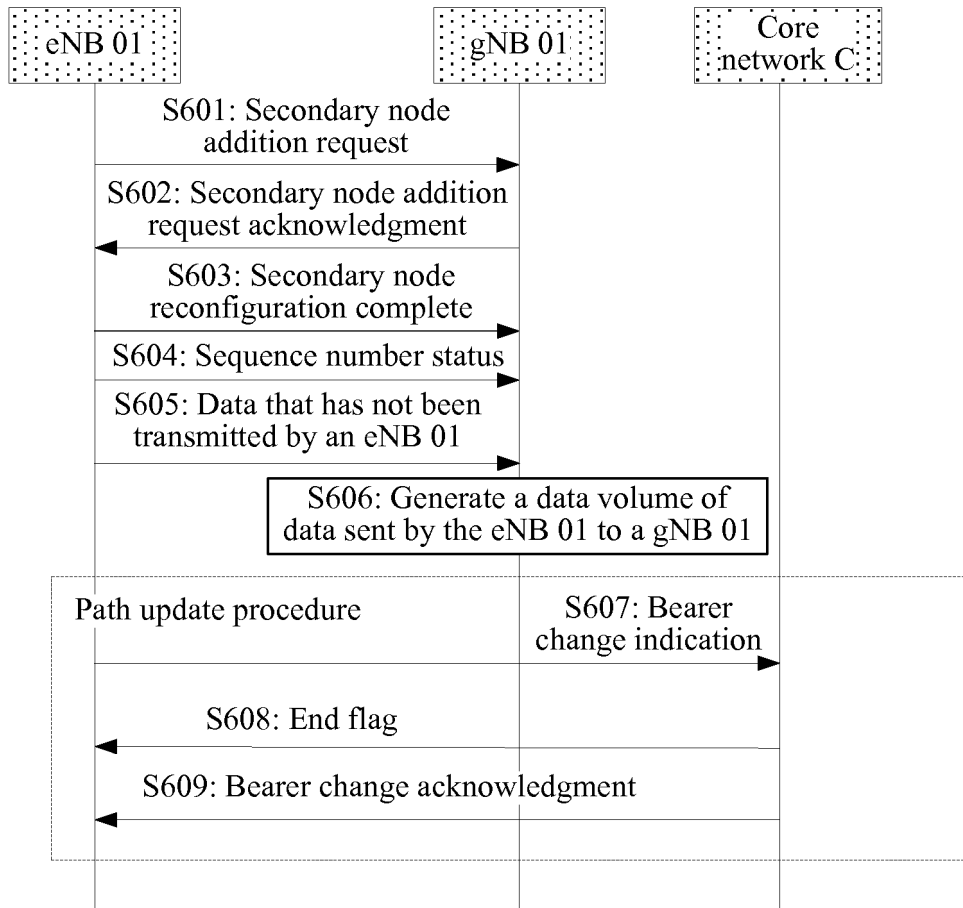 eNB 01
gNB 01
Core
network C
S601: Secondary node
addition request
S602: Secondary node addition
request acknowledgment
S603: Secondary node
reconfiguration complete
S604: Sequence number status
S605: Data that has not been
transmitted by an eNB 01
S606: Generate a data volume of
data sent by the eNB 01 to a gNB 01
Path update procedure
S607: Bearer
change indication
S608: End flag
S609: Bearer change acknowledgment